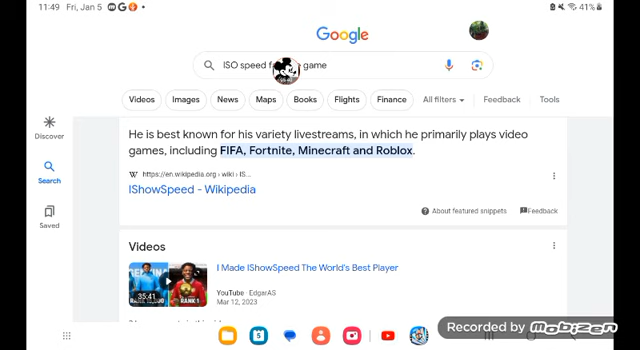 11:49 Fri, Jan 5
41%
Google
ISO speed game
Videos Images News Maps Books Flights Finance All filters Feedback Tools
Discover
Search
Saved
He is best known for his variety livestreams, in which he primarily plays video
games, including FIFA, Fortnite, Minecraft and Roblox.
W https://en.wikipedia.org › wiki › IS...
IShowSpeed - Wikipedia
About featured snippets Feedback
Videos
I Made IShowSpeed The World's Best Player
35:41
RANK 1
YouTube · EdgarAS
Mar 12, 2023
5
Recorded by Mobizen